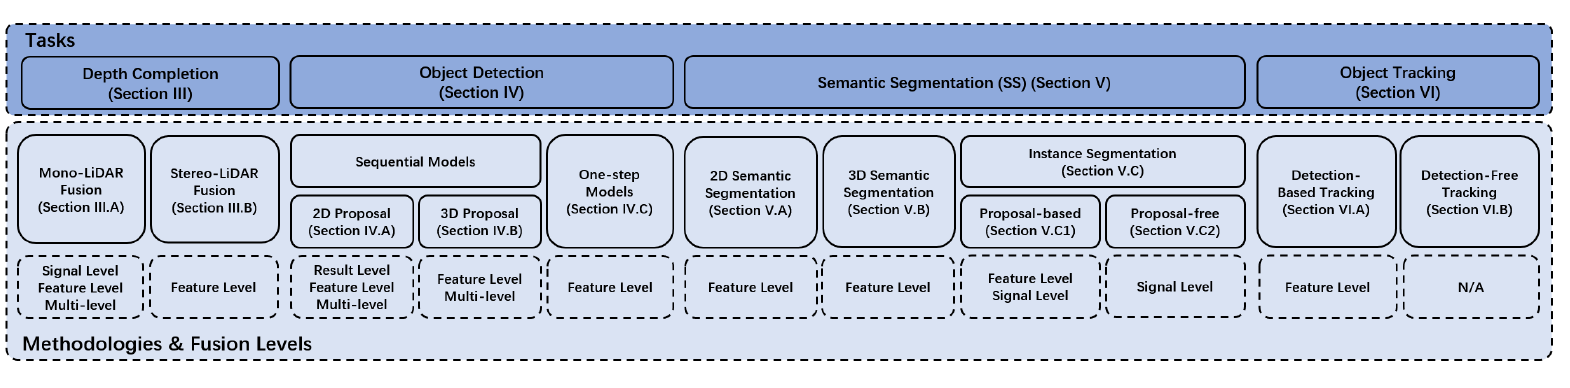 Tasks
Depth Completion
(Section III)
Object Detection
(Section IV)
Semantic Segmentation (SS) (Section V)
Object Tracking
(Section VI)
Mono-LiDAR
Fusion
(Section III.A)
Stereo-LiDAR
Fusion
(Section III.B)
Sequential Models
2D Proposal
(Section IV.A)
3D Proposal
(Section IV.B)
One-step
Models
(Section IV.C)
2D Semantic
Segmentation
(Section V.A)
3D Semantic
Segmentation
(Section V.B)
Instance Segmentation
(Section V.C)
Proposal-based
(Section V.C1)
Proposal-free
(Section V.C2)
Detection-
Based Tracking
(Section VI.A)
Detection-Free
Tracking
(Section VI.B)
Signal Level
Feature Level
Multi-level
Feature Level
Result Level
Feature Level
Multi-level
Feature Level
Multi-level
Feature Level
Feature Level
Feature Level
Feature Level
Signal Level
Signal Level
Feature Level
N/A
Methodologies & Fusion Levels